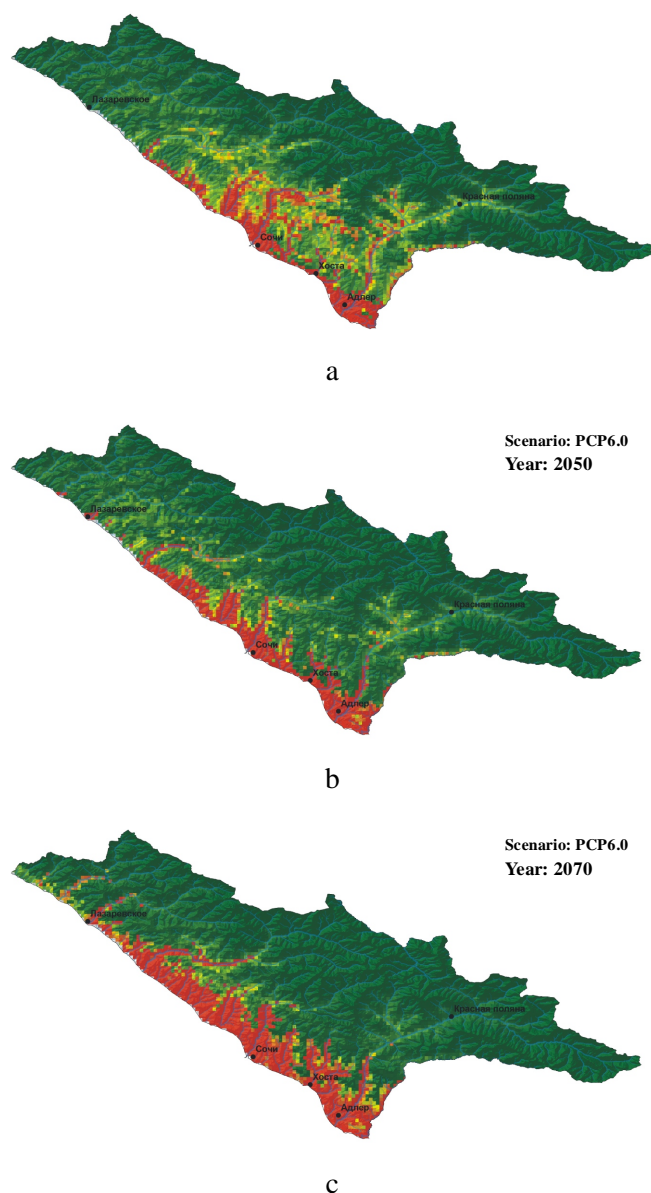 Лазаревское
Красная поляна
Сочи
Хоста
Адлер
a
Scenario: PCP6.0
Year: 2050
Лазаревское
Красная поляна
Сочи
Хоста
Адлер
b
Scenario: PCP6.0
Year: 2070
Лазаревское
Красная поляна
Сочи
Хоста
Адлер
c